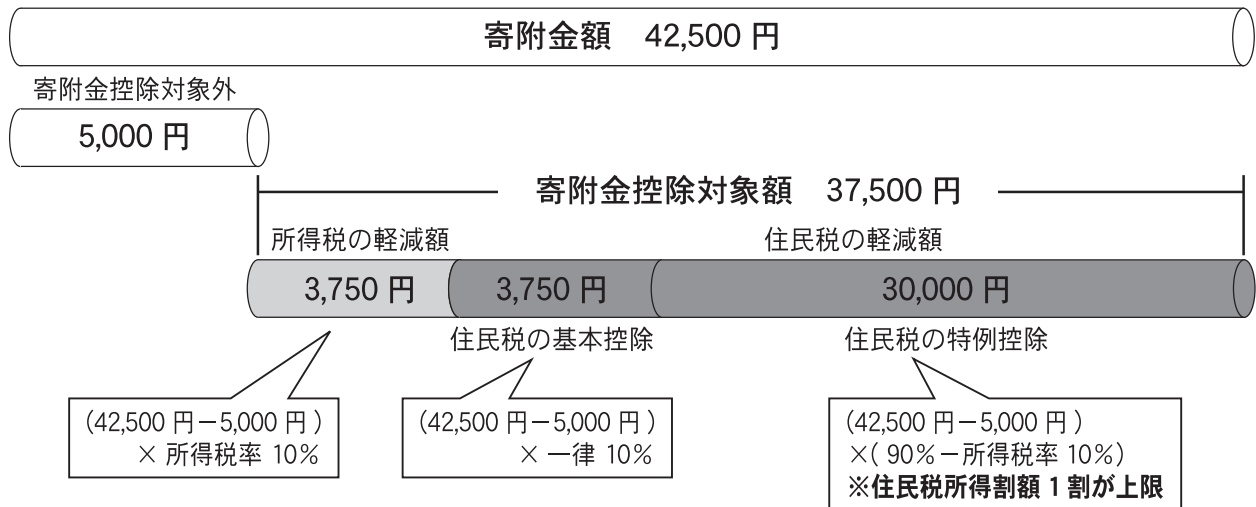 寄附金額　42,500 円
寄附金控除対象外
5,000 円
寄附金控除対象額　37,500 円
所得税の軽減額
住民税の軽減額
3,750 円
3,750 円
30,000 円
住民税の基本控除
住民税の特例控除
（42,500 円－5,000 円）
× 所得税率 10%
（42,500 円－5,000 円）
× 一律 10%
（42,500 円－5,000 円）
×（ 90%－所得税率 10%）
※住民税所得割額 1 割が上限